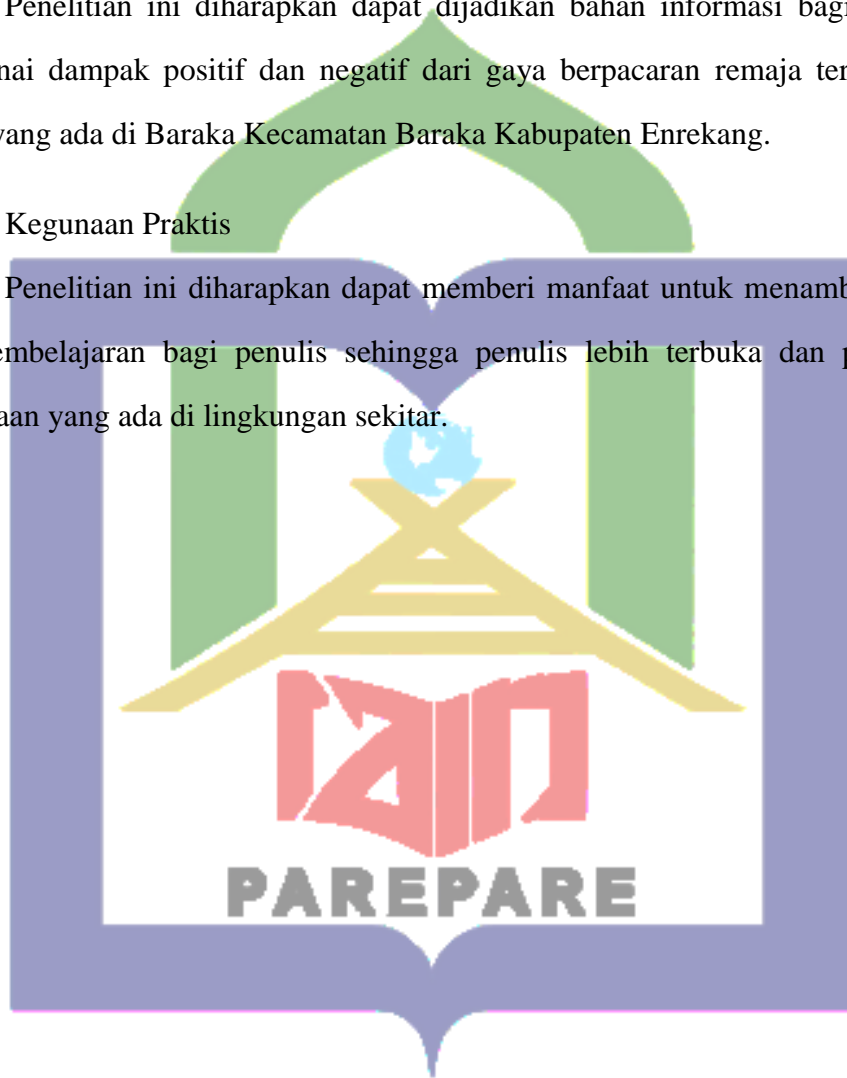 Penelitian ini diharapkan dapat dijadikan bahan informasi bagi
nai dampak positif dan negatif dari gaya berpacaran remaja ter
yang ada di Baraka Kecamatan Baraka Kabupaten Enrekang.
Kegunaan Praktis
Penelitian ini diharapkan dapat memberi manfaat untuk menamb
embelajaran bagi penulis sehingga penulis lebih terbuka dan p
aan yang ada di lingkungan sekitar.
iain
PAREPARE